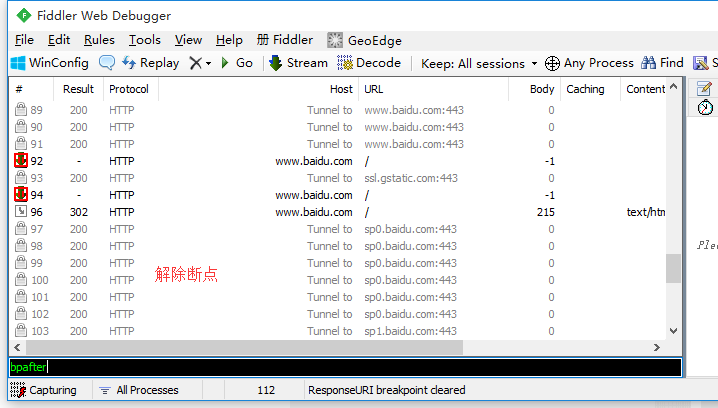 Fiddler Web Debugger
File Edit Rules Tools View Help 册 Fiddler GeoEdge
WinConfig Replay Go Stream Decode Keep: All sessions Any Process Find S
# Result Protocol Host URL Body Caching Content
89 200 HTTP Tunnel to www.baidu.com:443 0
90 200 HTTP Tunnel to www.baidu.com:443 0
91 200 HTTP Tunnel to www.baidu.com:443 0
92 - HTTP www.baidu.com / -1
93 200 HTTP Tunnel to ssl.gstatic.com:443 0
94 - HTTP www.baidu.com / -1
96 302 HTTP www.baidu.com / 215 text/htm
97 200 HTTP Tunnel to sp0.baidu.com:443 0
98 200 HTTP Tunnel to sp0.baidu.com:443 0
99 200 HTTP Tunnel to sp0.baidu.com:443 0
100 200 HTTP Tunnel to sp0.baidu.com:443 0
101 200 HTTP Tunnel to sp0.baidu.com:443 0
102 200 HTTP Tunnel to sp0.baidu.com:443 0
103 200 HTTP Tunnel to sp1.baidu.com:443 0
解除断点
Plea
bpafter
Capturing All Processes 112 ResponseURI breakpoint cleared